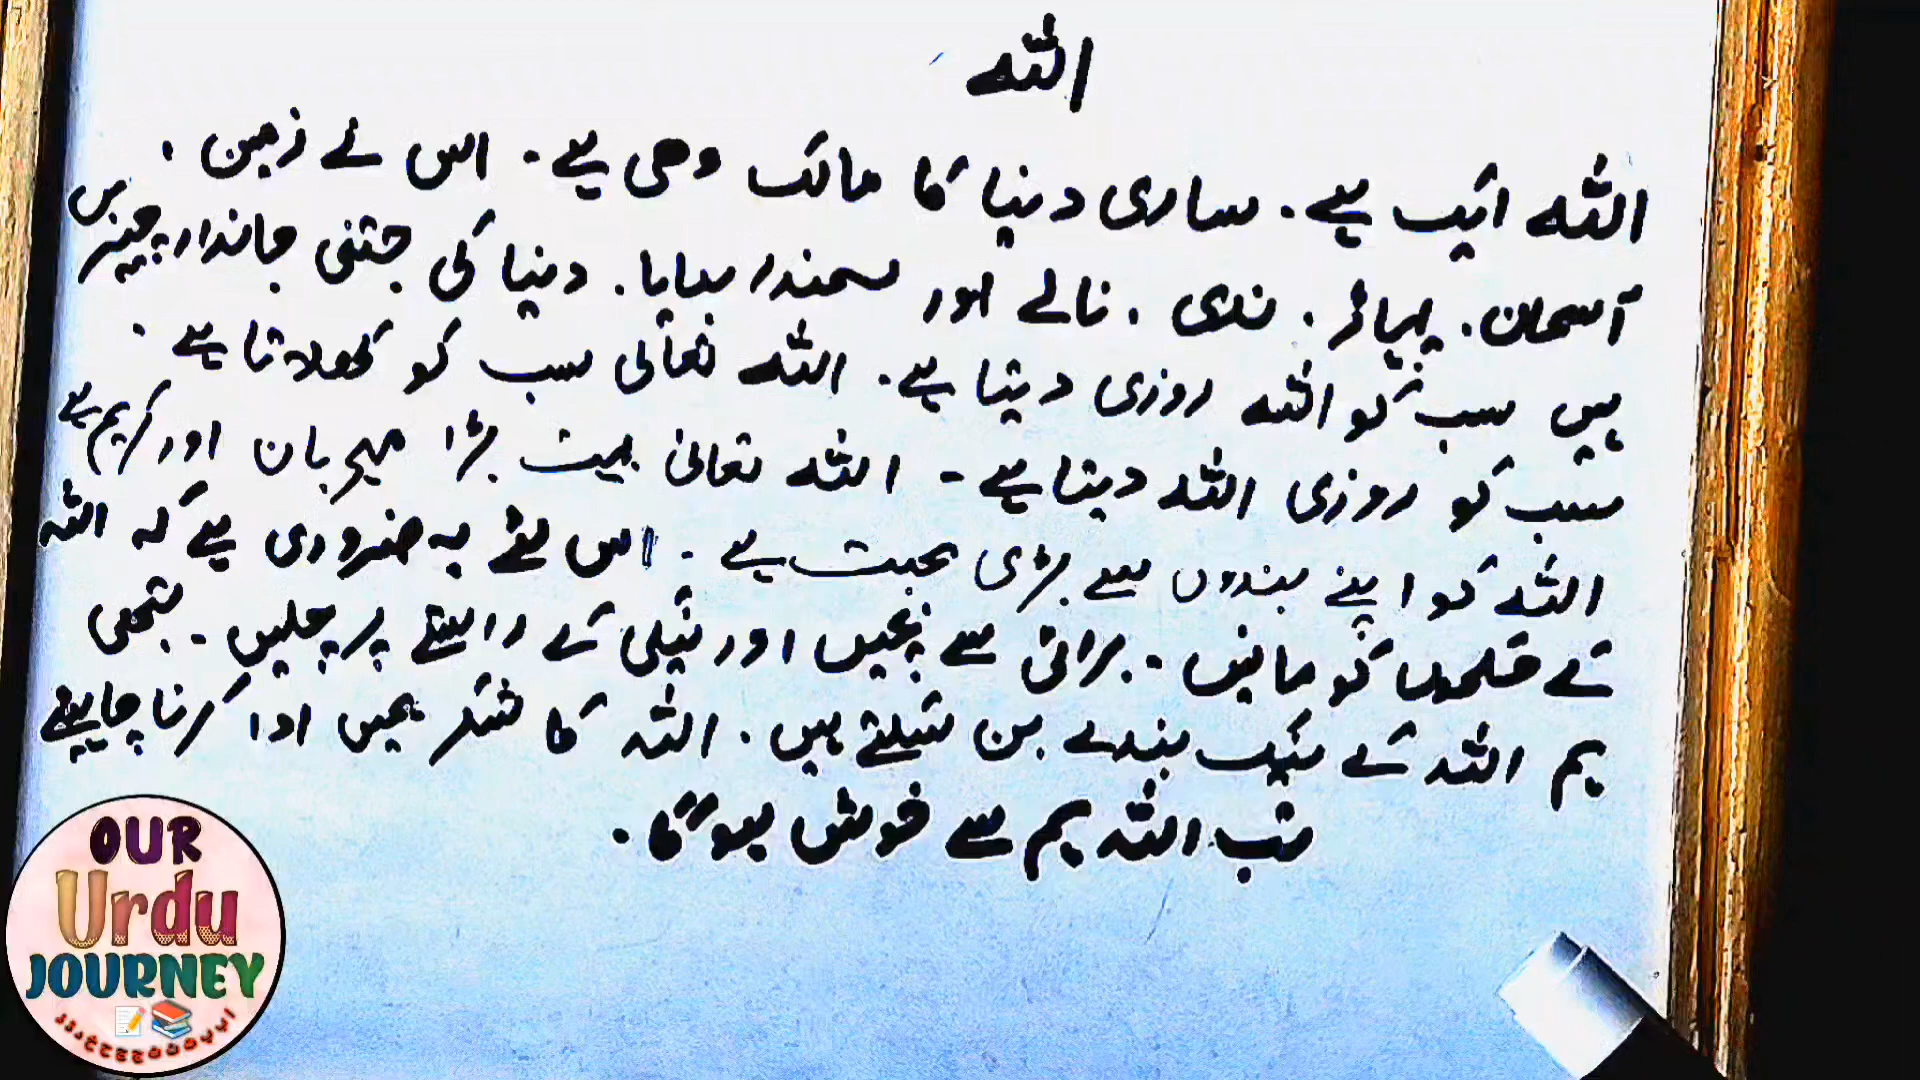 اللہ
اللہ ایک ہے۔ ساری دنیا کا مالک وہی ہے۔ اس نے زمین۔
آسمان۔ پہاڑ۔ ندی۔ نالے اور سمندر بنایا۔ دنیا کی جتنی جاندار چیزیں
ہیں سب کو اللہ روزی دیتا ہے۔ اللہ تعالیٰ سب کو کھلاتا ہے۔
سب کو روزی اللہ دیتا ہے - اللہ تعالیٰ بہت بڑا مہربان اور کریم ہے
اللہ کو اپنے بندوں سے بڑی محبت ہے۔ اس لئے یہ ضروری ہے کہ اللہ
کے حکموں کو مانیں۔ برائی سے بچیں اور نیکی کے راستے پر چلیں۔ تبھی
ہم اللہ کے نیک بندے بن سکتے ہیں۔ اللہ کا شکر ہمیں ادا کرنا چاہیئے
تب اللہ ہم سے خوش ہوگا۔
OUR
Urdu
JOURNEY